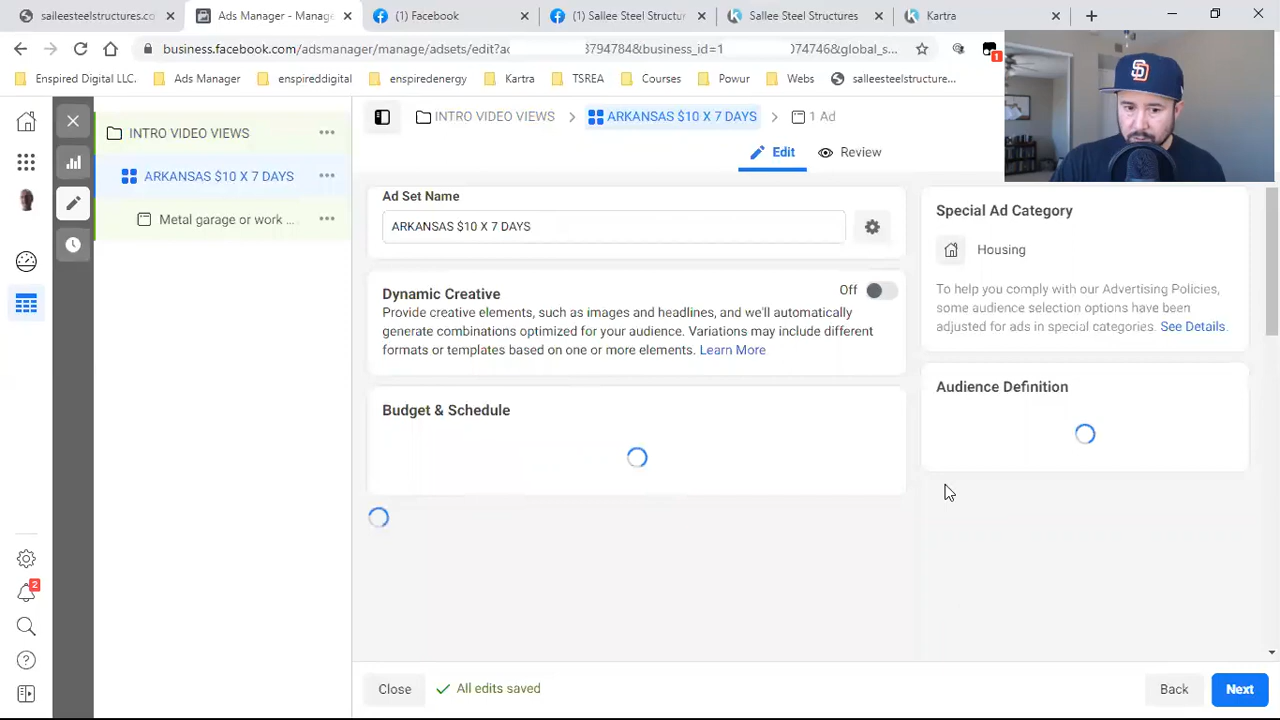 salleesteelstructures.co
Ads Manager - Manage
(1) Facebook
(1) Sallee Steel Structur
Sallee Steel Structures
Kartra
business.facebook.com/adsmanager/manage/adsets/edit?ac
3794784&business_id=1
)74746&global_s...
1
Enspired Digital LLC.
Ads Manager
enspireddigital
enspiredenergy
Kartra
TSREA
Courses
Powur
Webs
salleesteelstructure...
INTRO VIDEO VIEWS
INTRO VIDEO VIEWS
ARKANSAS $10 X 7 DAYS
1 Ad
Edit
Review
ARKANSAS $10 X 7 DAYS
Metal garage or work ...
Ad Set Name
ARKANSAS $10 X 7 DAYS
Special Ad Category
Housing
To help you comply with our Advertising Policies,
some audience selection options have been
adjusted for ads in special categories. See Details.
Dynamic Creative
Off
Provide creative elements, such as images and headlines, and we'll automatically
generate combinations optimized for your audience. Variations may include different
formats or templates based on one or more elements. Learn More
Audience Definition
Budget & Schedule
2
Close
All edits saved
Back
Next